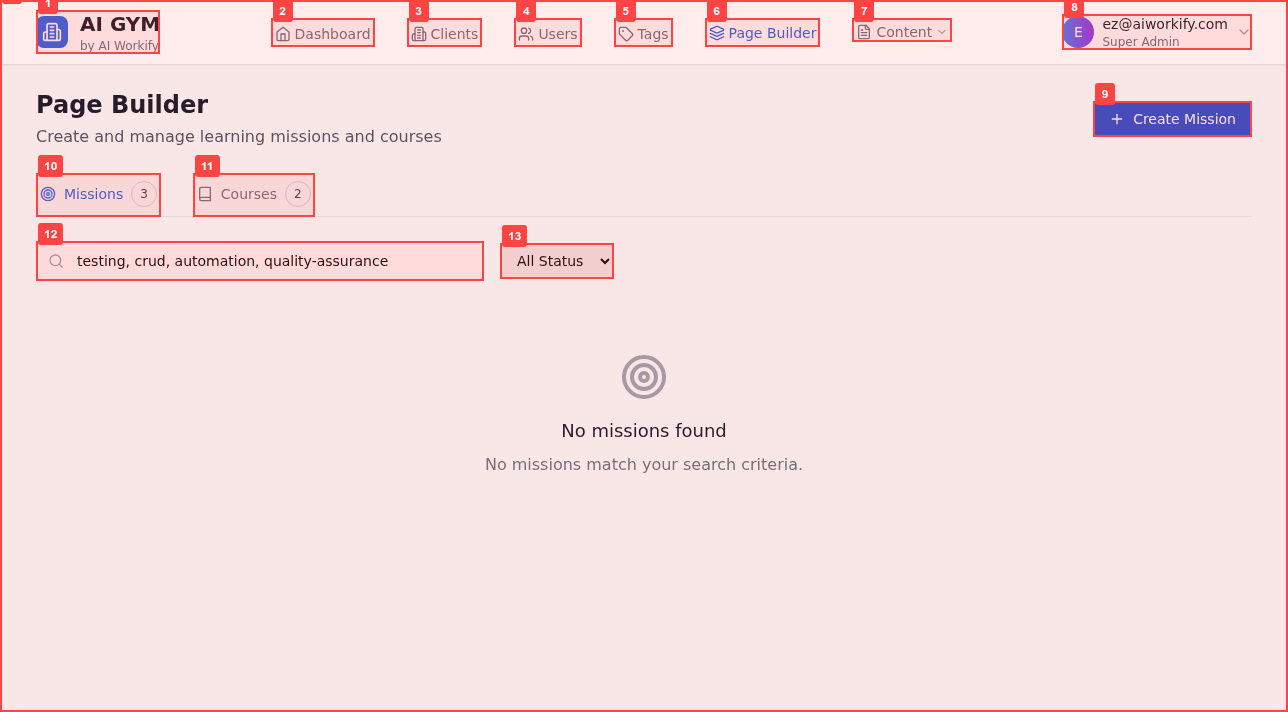 1
2
3
4
5
6
7
8
AI GYM
by AI Workify
Dashboard
Clients
Users
Tags
Page Builder
Content
E
ez@aiworkify.com
Super Admin
Page Builder
Create and manage learning missions and courses
9
Create Mission
10
11
Missions 3
Courses 2
12
13
testing, crud, automation, quality-assurance
All Status
No missions found
No missions match your search criteria.